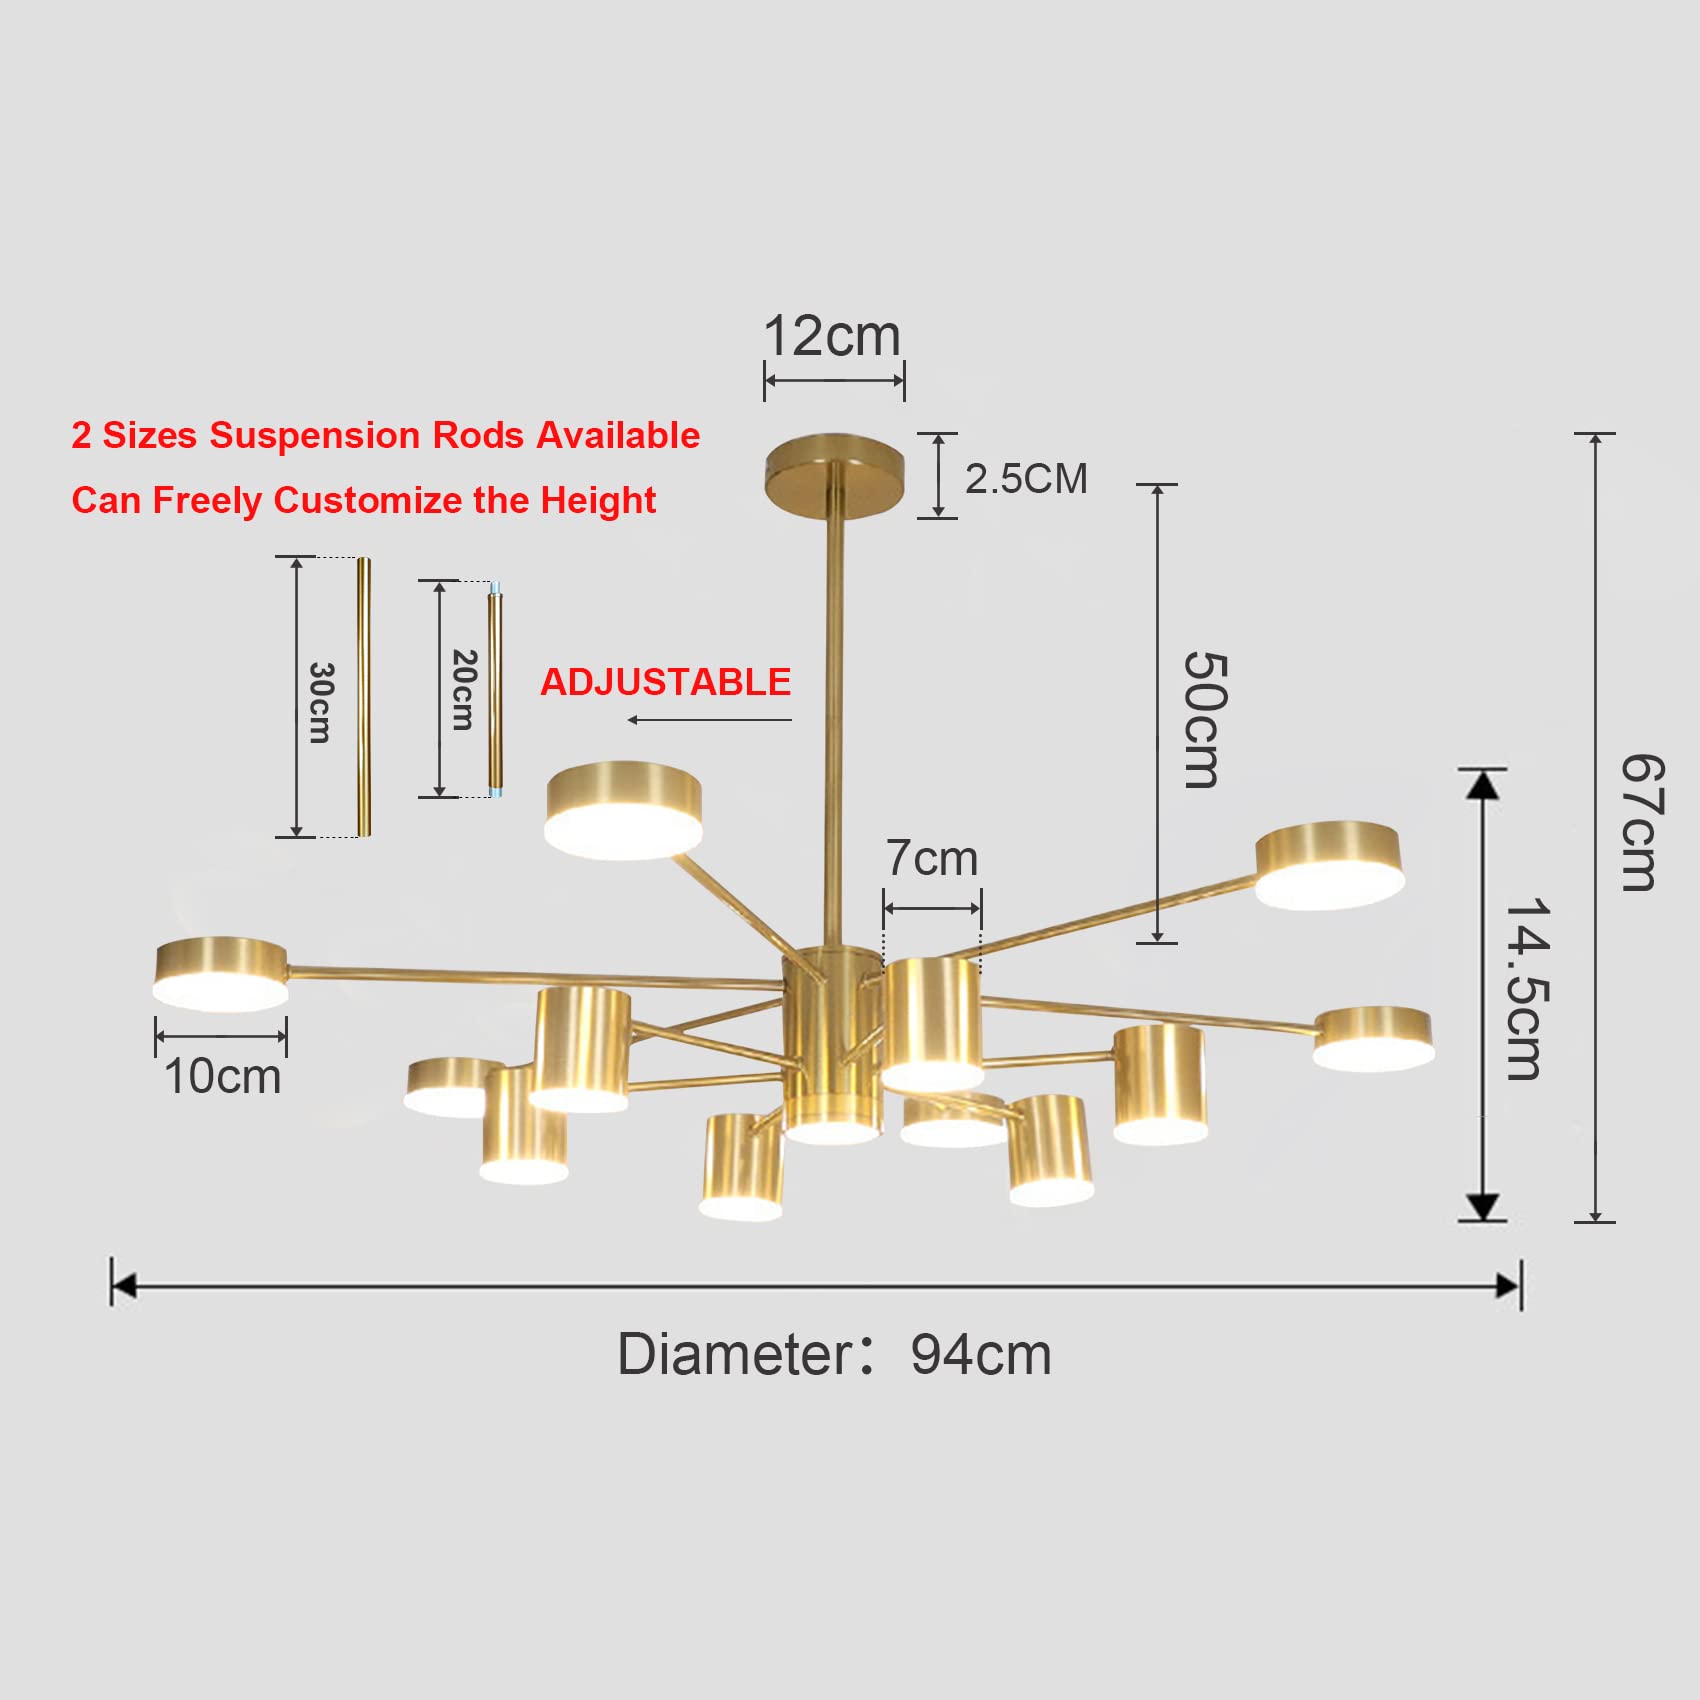 12cm
2 Sizes Suspension Rods Available
Can Freely Customize the Height
2.5CM
30cm
20cm
ADJUSTABLE
50cm
67cm
7cm
14.5cm
10cm
Diameter：94cm